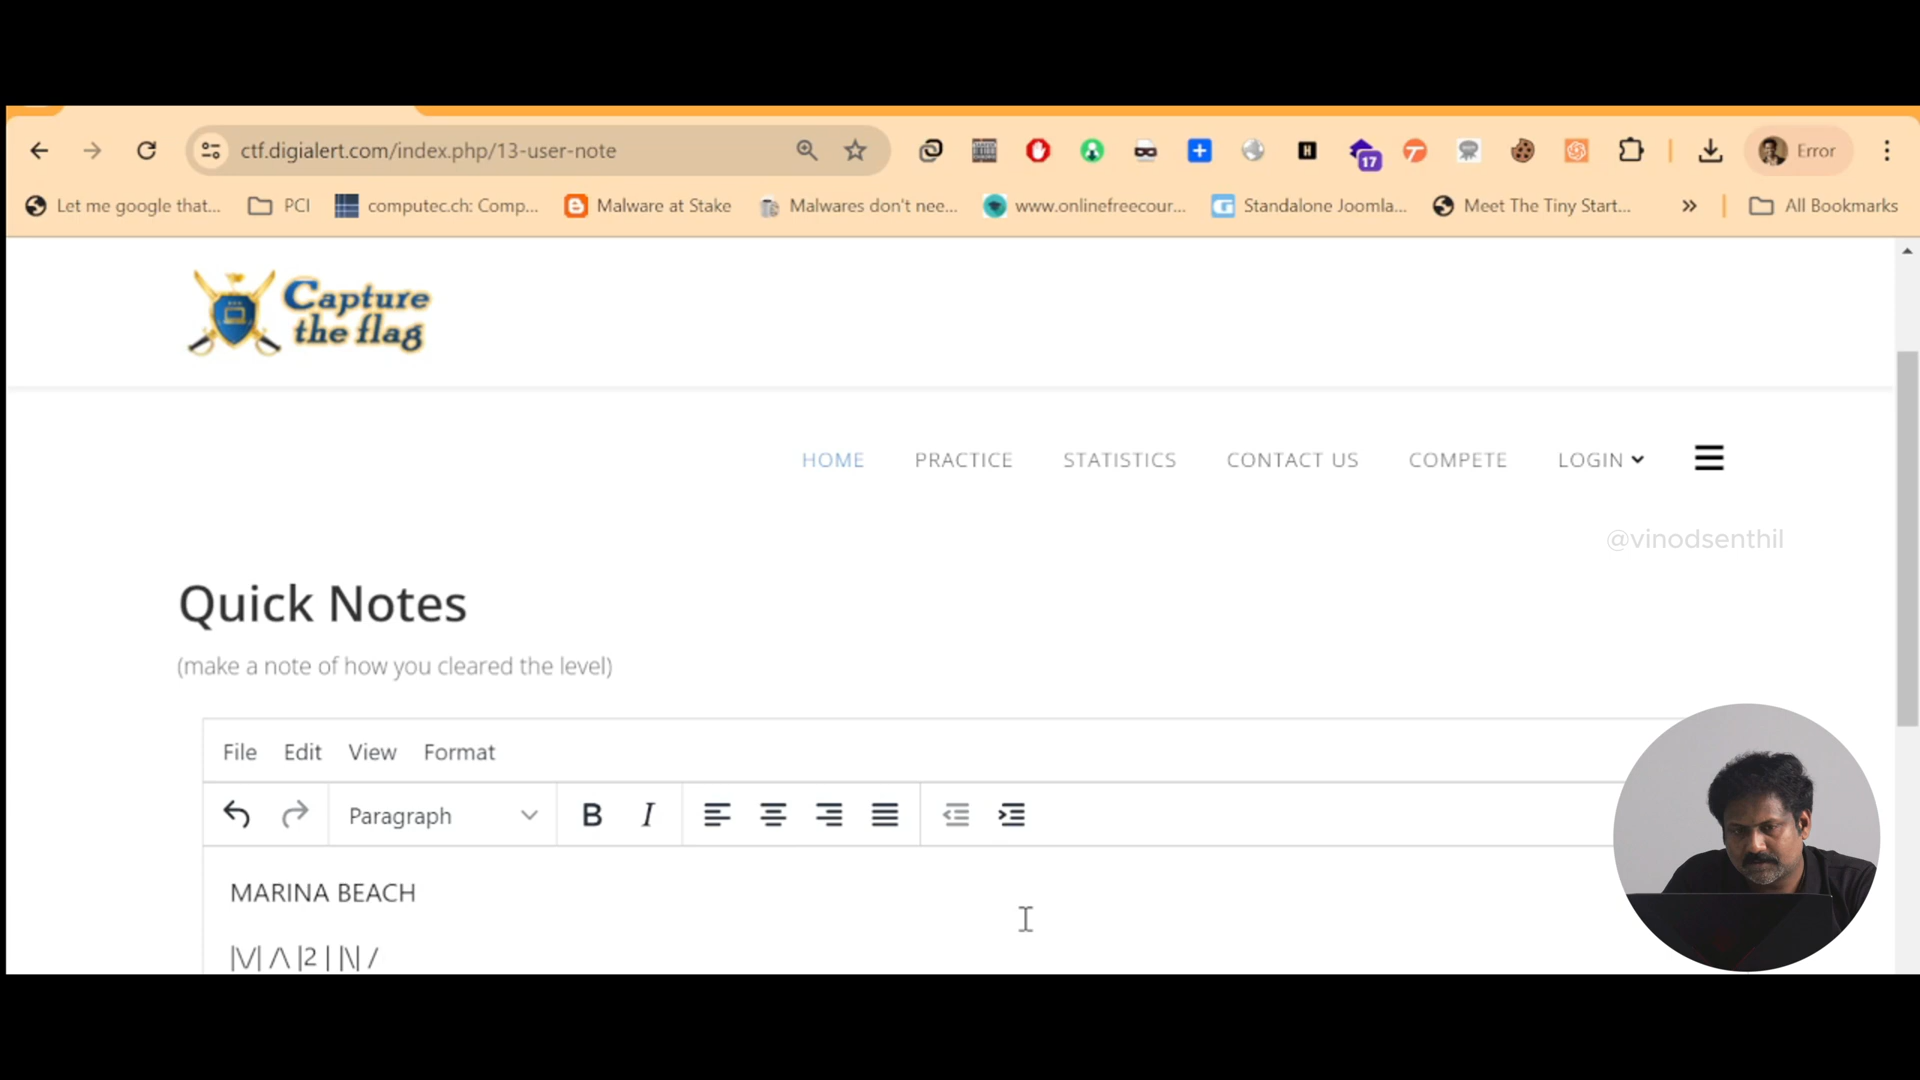 ctf.digialert.com/index.php/13-user-note
17
Error
Let me google that...
PCI
computec.ch: Comp...
Malware at Stake
Malwares don't nee...
www.onlinefreecour...
Standalone Joomla...
Meet The Tiny Start...
All Bookmarks
Capture
the flag
HOME
PRACTICE
STATISTICS
CONTACT US
COMPETE
LOGIN
@vinodsenthil
Quick Notes
(make a note of how you cleared the level)
File
Edit
View
Format
Paragraph
B
I
MARINA BEACH
|\/| /\ |2 | |\| /